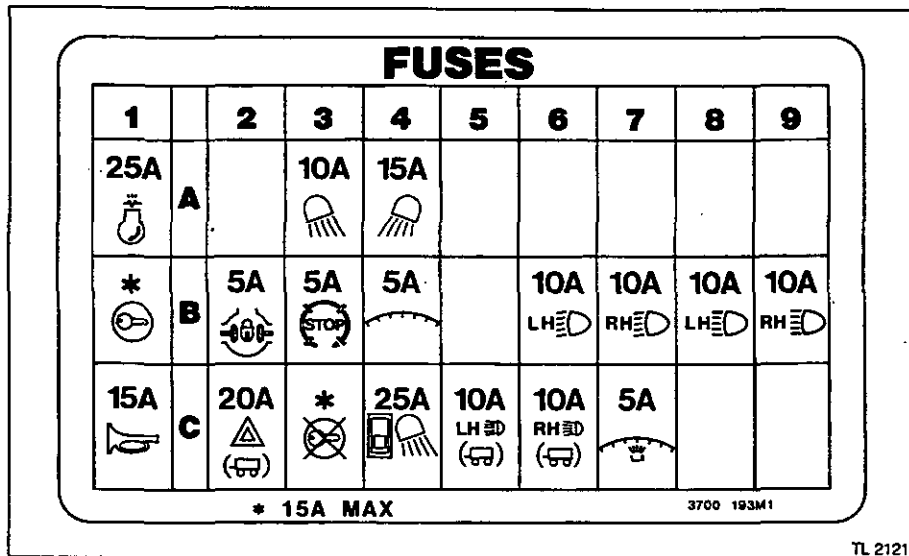 FUSES
1 2 3 4 5 6 7 8 9
25A A 10A 15A
* B 5A 5A 5A 10A 10A 10A 10A
STOP LH RH LH RH
15A C 20A * 25A 10A 10A 5A
LH RH
* 15A MAX 3700 193M1
TL 2121